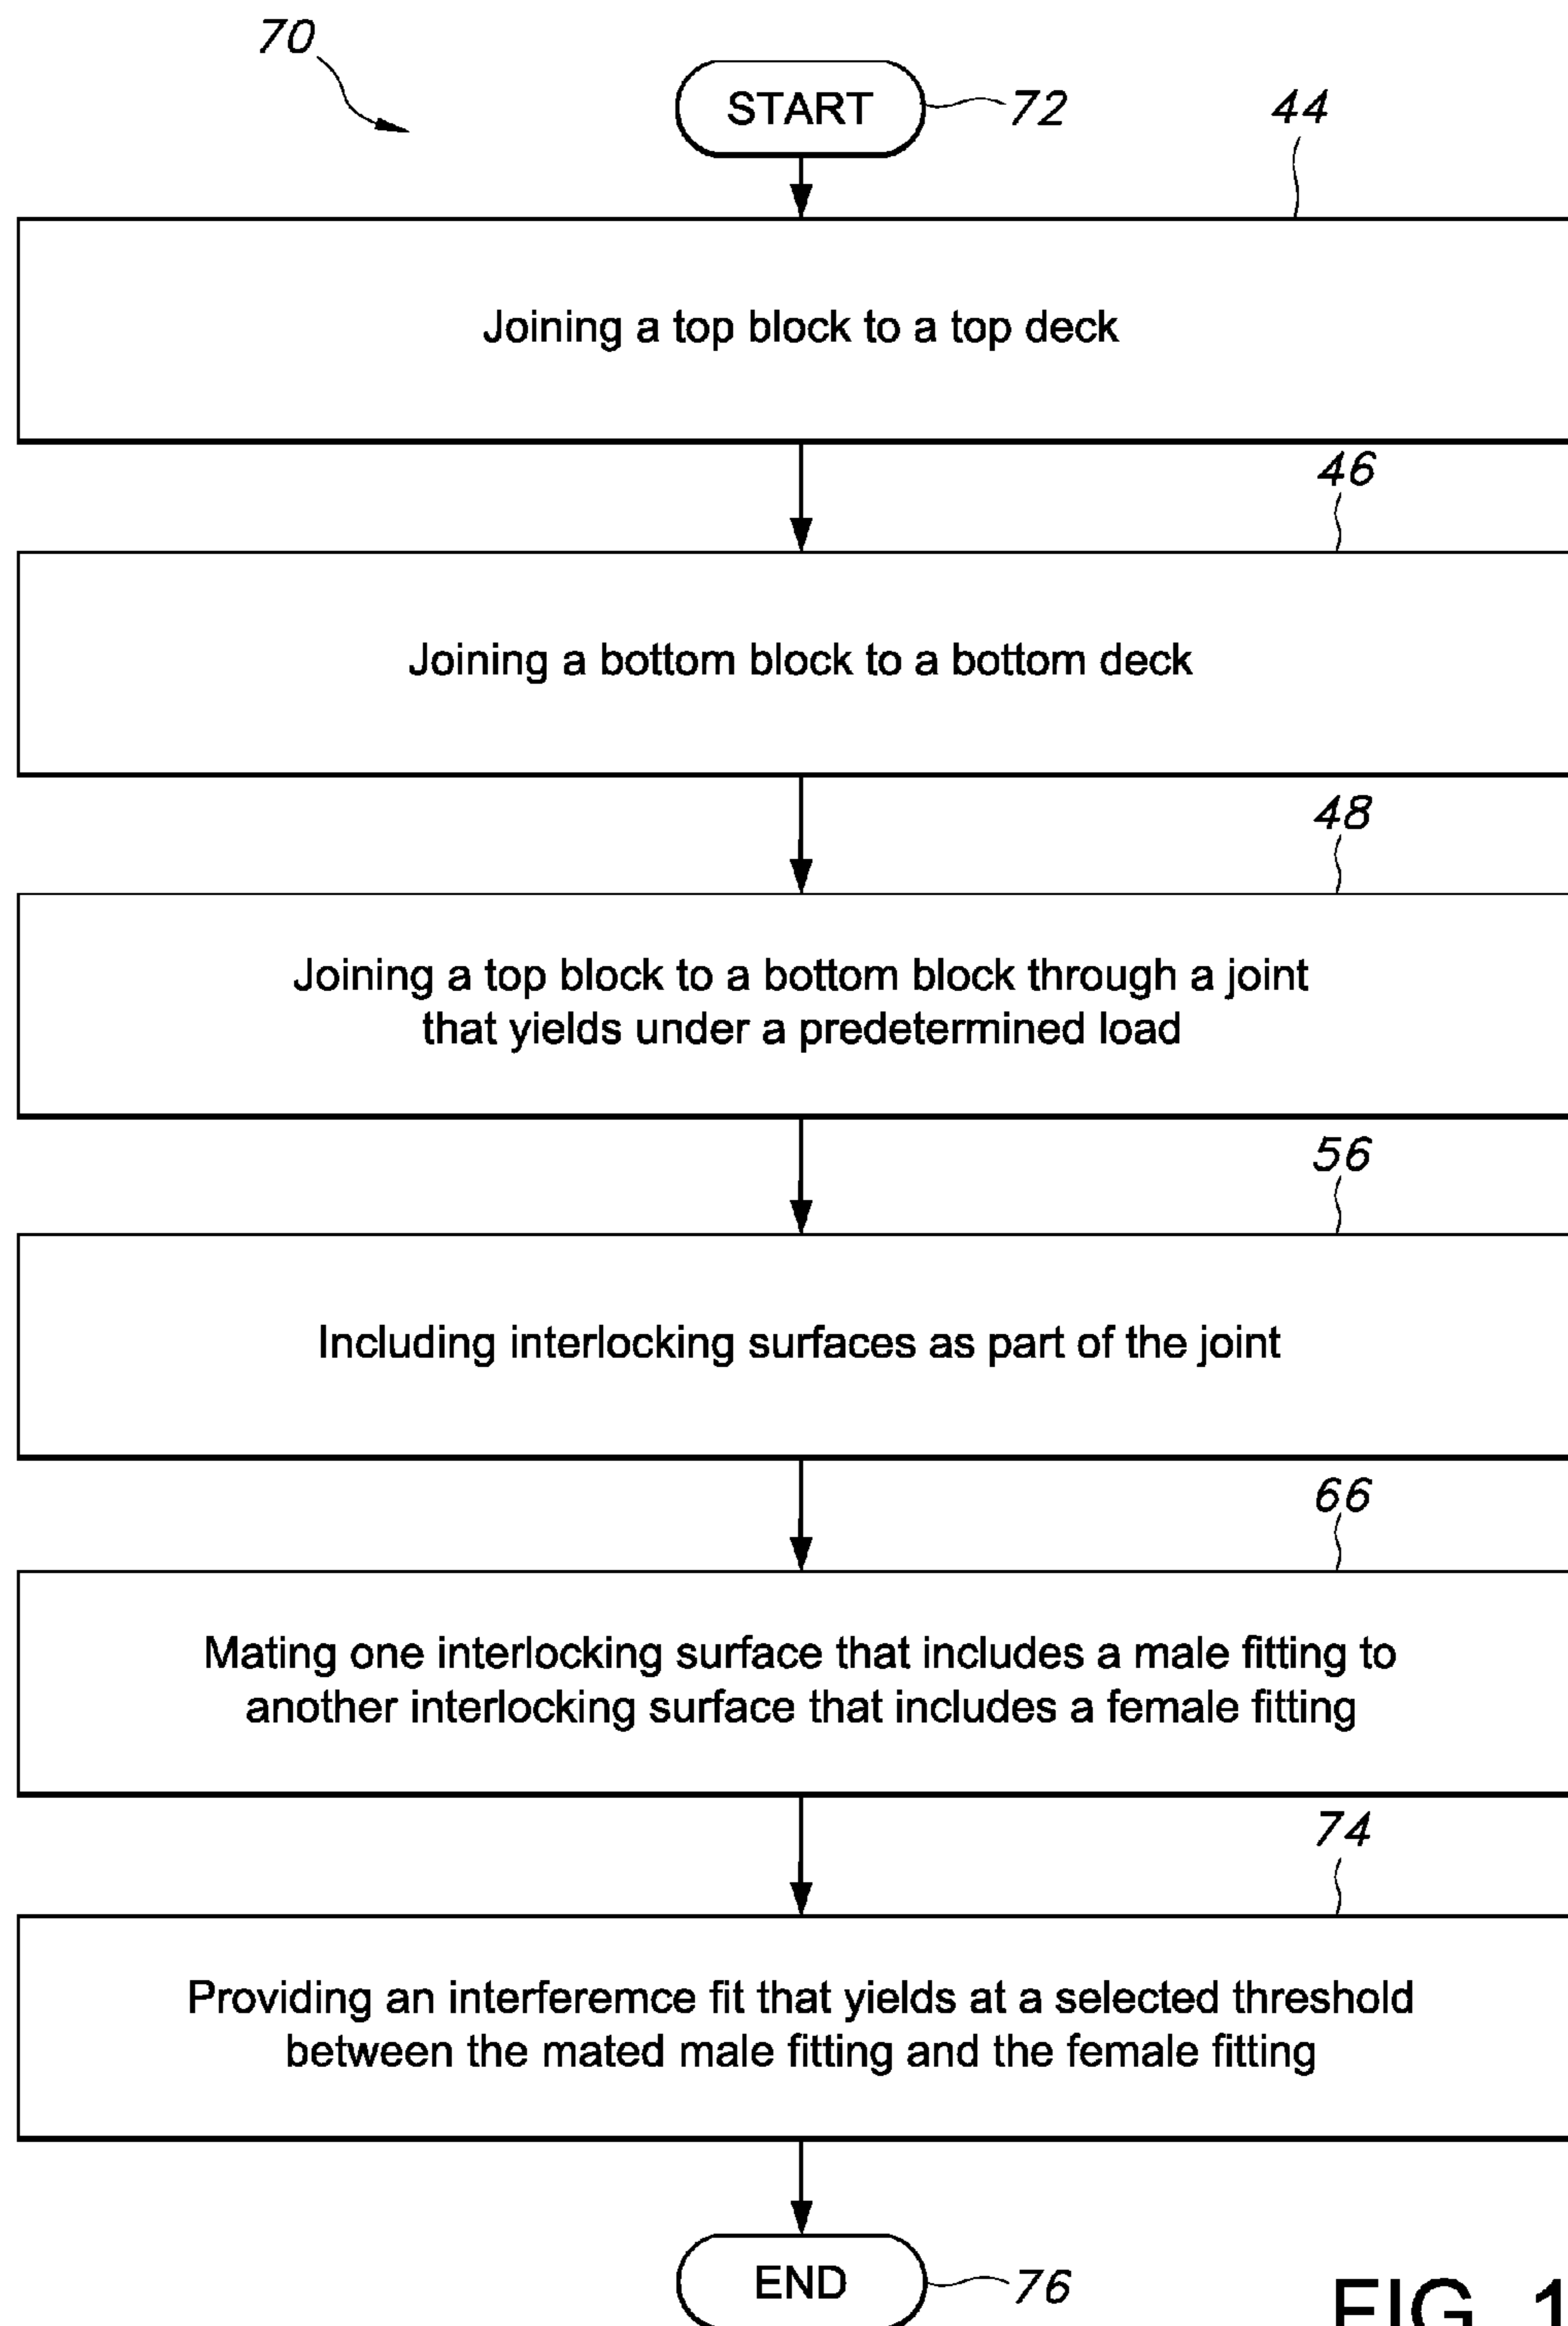 70
START
72
44
Joining a top block to a top deck
46
Joining a bottom block to a bottom deck
48
Joining a top block to a bottom block through a joint
that yields under a predetermined load
56
Including interlocking surfaces as part of the joint
66
Mating one interlocking surface that includes a male fitting to
another interlocking surface that includes a female fitting
74
Providing an interferemce fit that yields at a selected threshold
between the mated male fitting and the female fitting
END
76
FIG. 1